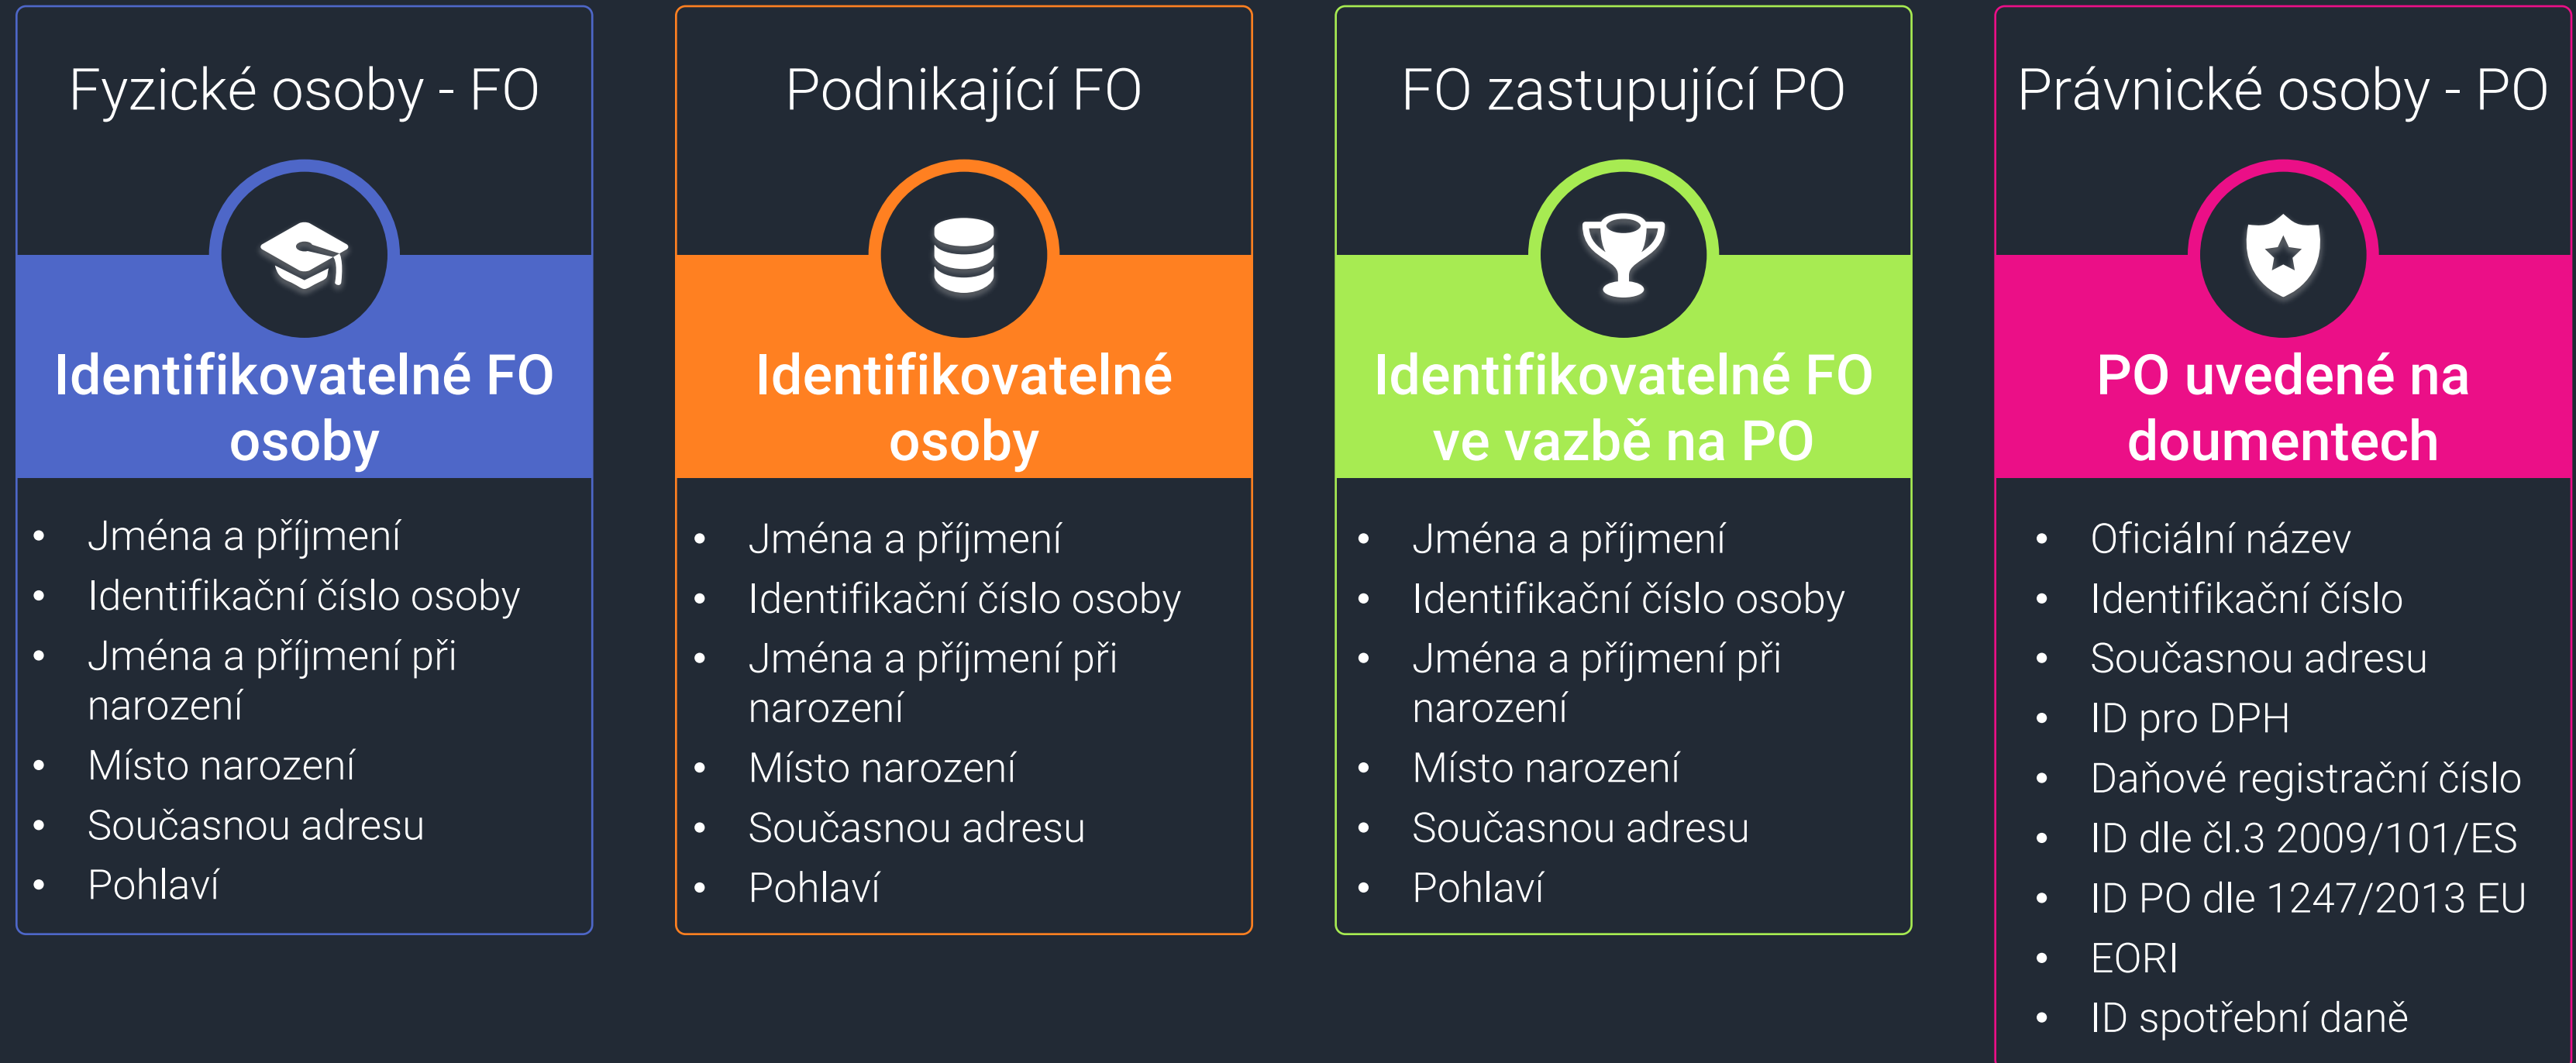 Fyzické osoby - FO
Identifikovatelné FO
osoby
• Jména a příjmení
• Identifikační číslo osoby
• Jména a příjmení při
narození
• Místo narození
• Současnou adresu
• Pohlaví
Podnikající FO
Identifikovatelné
osoby
• Jména a příjmení
• Identifikační číslo osoby
• Jména a příjmení při
narození
• Místo narození
• Současnou adresu
• Pohlaví
FO zastupující PO
Identifikovatelné FO
ve vazbě na PO
• Jména a příjmení
• Identifikační číslo osoby
• Jména a příjmení při
narození
• Místo narození
• Současnou adresu
• Pohlaví
Právnické osoby - PO
PO uvedené na
doumentech
• Oficiální název
• Identifikační číslo
• Současnou adresu
• ID pro DPH
• Daňové registrační číslo
• ID dle čl.3 2009/101/ES
• ID PO dle 1247/2013 EU
• EORI
• ID spotřební daně